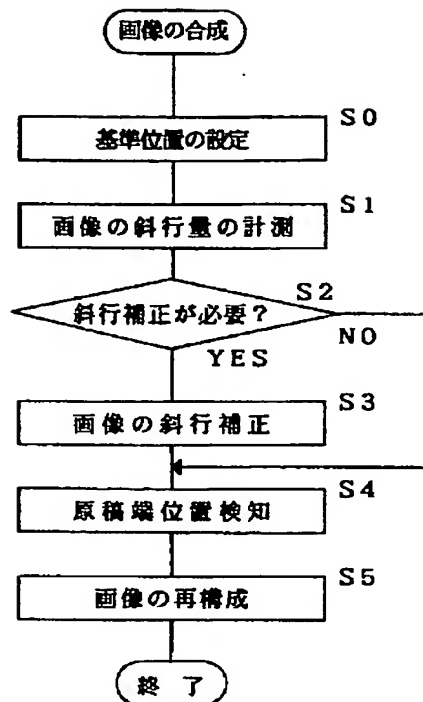 画像の合成
S0
基準位置の設定
S1
画像の斜行量の計測
S2
斜行補正が必要?
NO
YES
S3
画像の斜行補正
S4
原稿端位置検知
S5
画像の再構成
終了